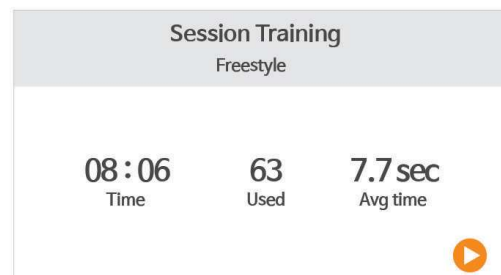 Session Training
Freestyle
08:06 63 7.7 sec
Time Used Avg time